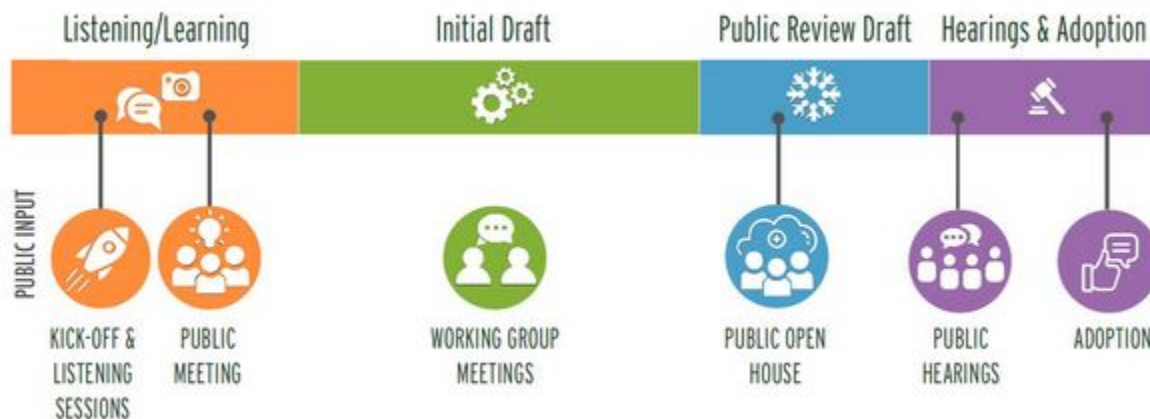 Listening/Learning
Initial Draft
Public Review Draft
Hearings & Adoption
PUBLIC INPUT
KICK-OFF &
LISTENING
SESSIONS
PUBLIC
MEETING
WORKING GROUP
MEETINGS
PUBLIC OPEN
HOUSE
PUBLIC
HEARINGS
ADOPTION